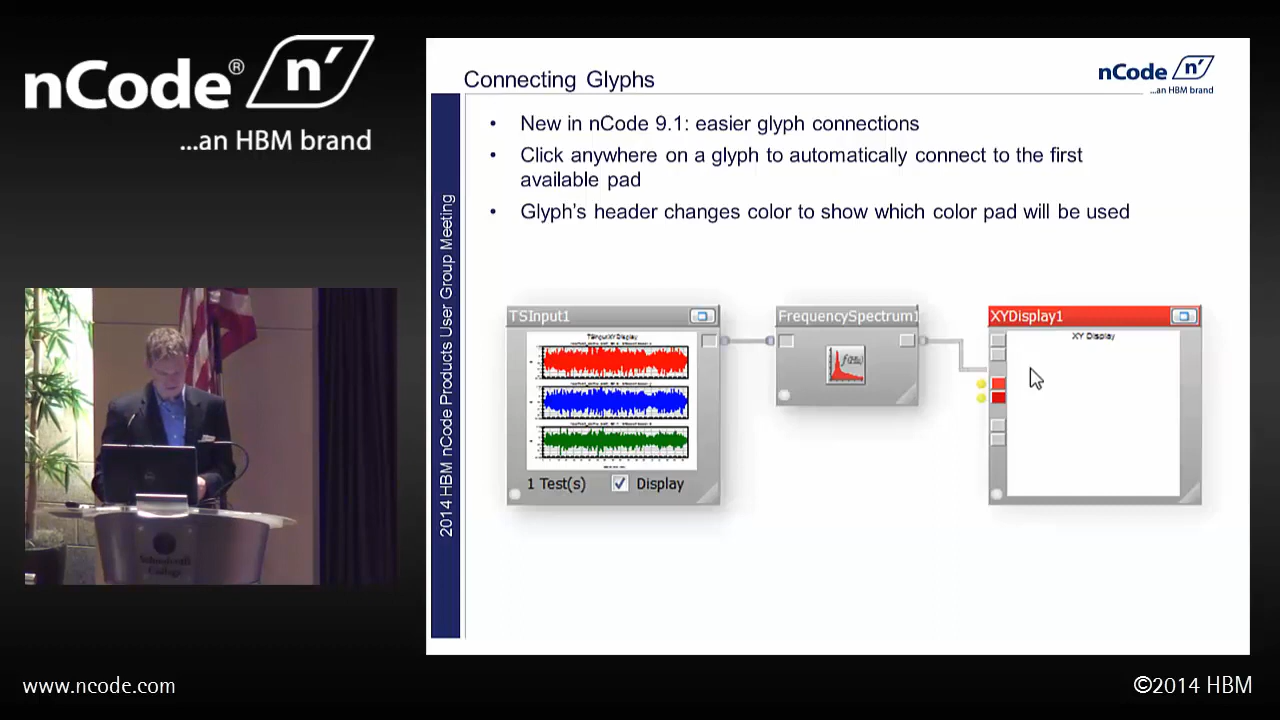 nCode® n'
...an HBM brand
Connecting Glyphs
nCode n'
...an HBM brand
• New in nCode 9.1: easier glyph connections
• Click anywhere on a glyph to automatically connect to the first
available pad
• Glyph's header changes color to show which color pad will be used
2014 HBM nCode Products User Group Meeting
TSInput1
FrequencySpectrum1
XYDisplay1
XY Display
1 Test(s)
Display
Schoolcraft
College
www.ncode.com
©2014 HBM